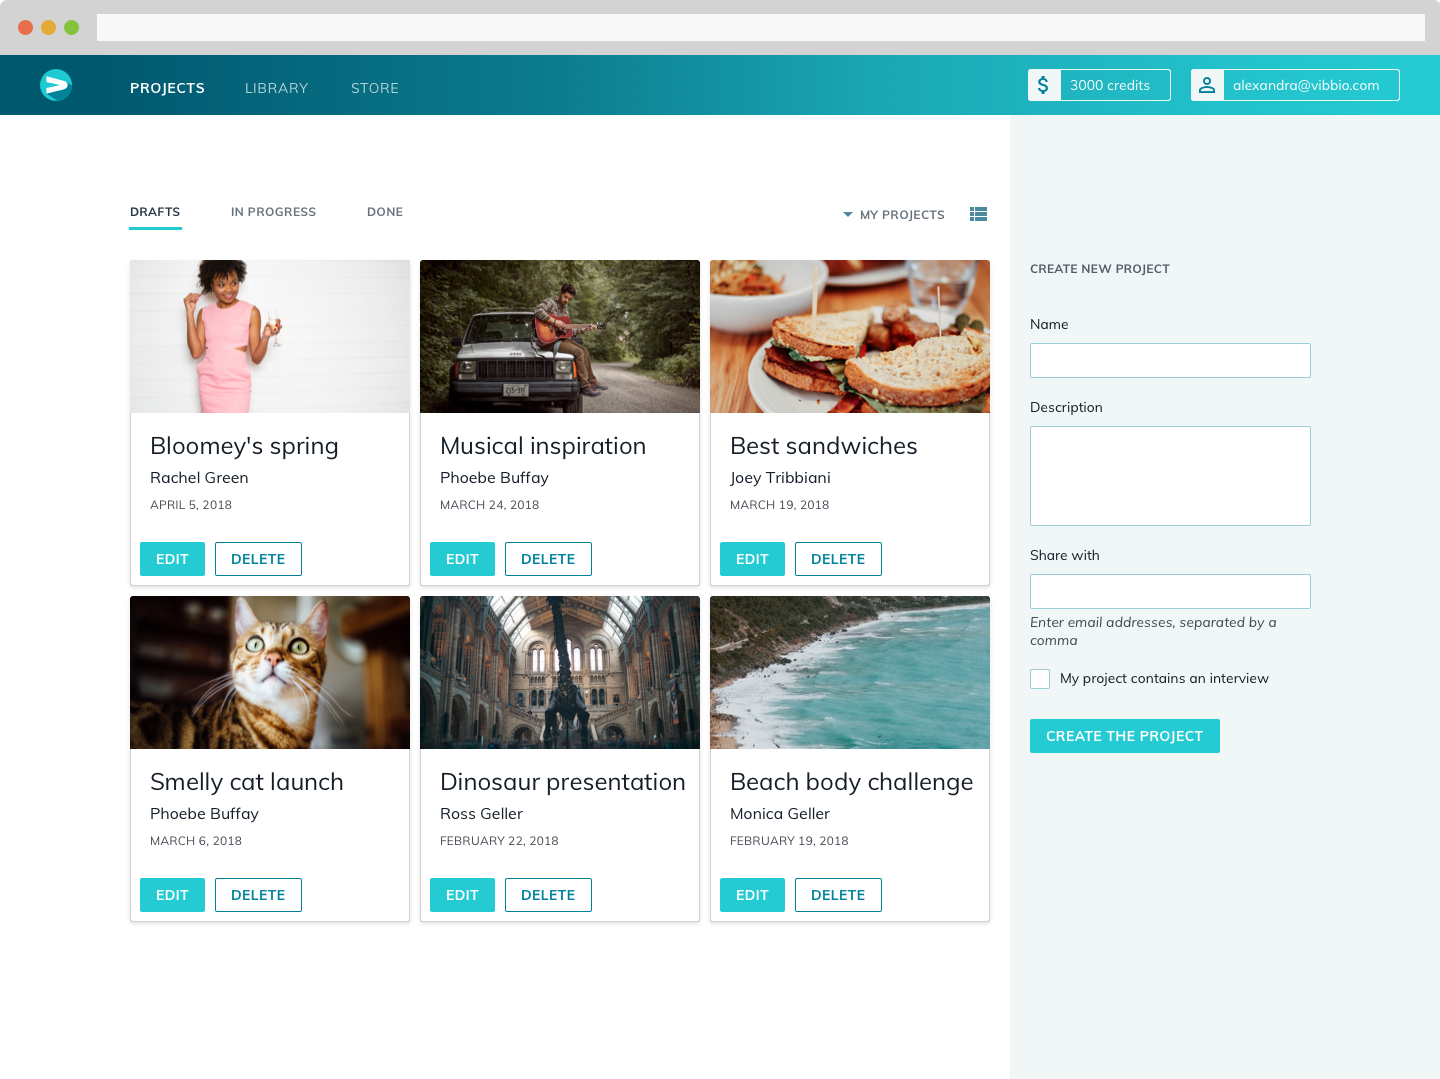 PROJECTS LIBRARY STORE
3000 credits
alexandra@vibbio.com
DRAFTS IN PROGRESS DONE
MY PROJECTS
Bloomey's spring
Rachel Green
APRIL 5, 2018
EDIT DELETE
Musical inspiration
Phoebe Buffay
MARCH 24, 2018
EDIT DELETE
Best sandwiches
Joey Tribbiani
MARCH 19, 2018
EDIT DELETE
Smelly cat launch
Phoebe Buffay
MARCH 6, 2018
EDIT DELETE
Dinosaur presentation
Ross Geller
FEBRUARY 22, 2018
EDIT DELETE
Beach body challenge
Monica Geller
FEBRUARY 19, 2018
EDIT DELETE
CREATE NEW PROJECT
Name
Description
Share with
Enter email addresses, separated by a
comma
My project contains an interview
CREATE THE PROJECT